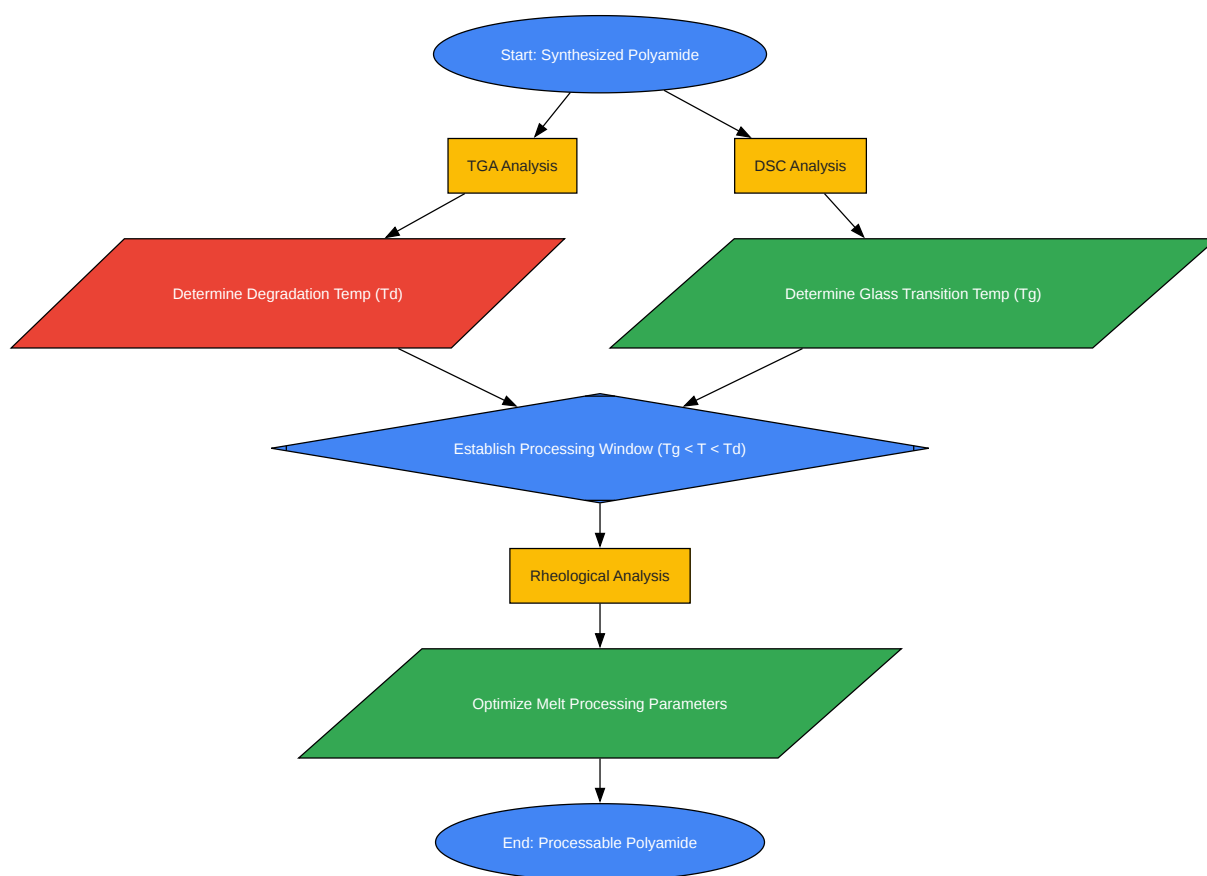 Start: Synthesized Polyamide
TGA Analysis
DSC Analysis
Determine Degradation Temp (Td)
Determine Glass Transition Temp (Tg)
Establish Processing Window (Tg < T < Td)
Rheological Analysis
Optimize Melt Processing Parameters
End: Processable Polyamide